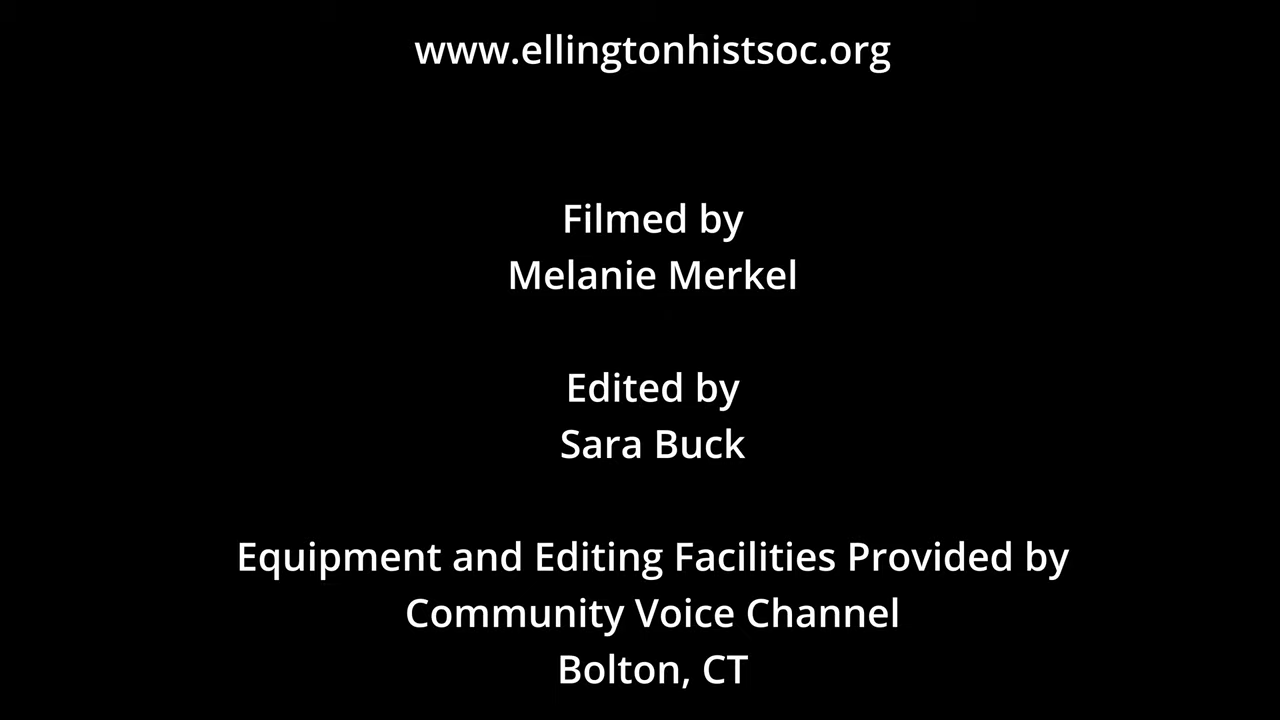 www.ellingtonhistsoc.org
Filmed by
Melanie Merkel
Edited by
Sara Buck
Equipment and Editing Facilities Provided by
Community Voice Channel
Bolton, CT